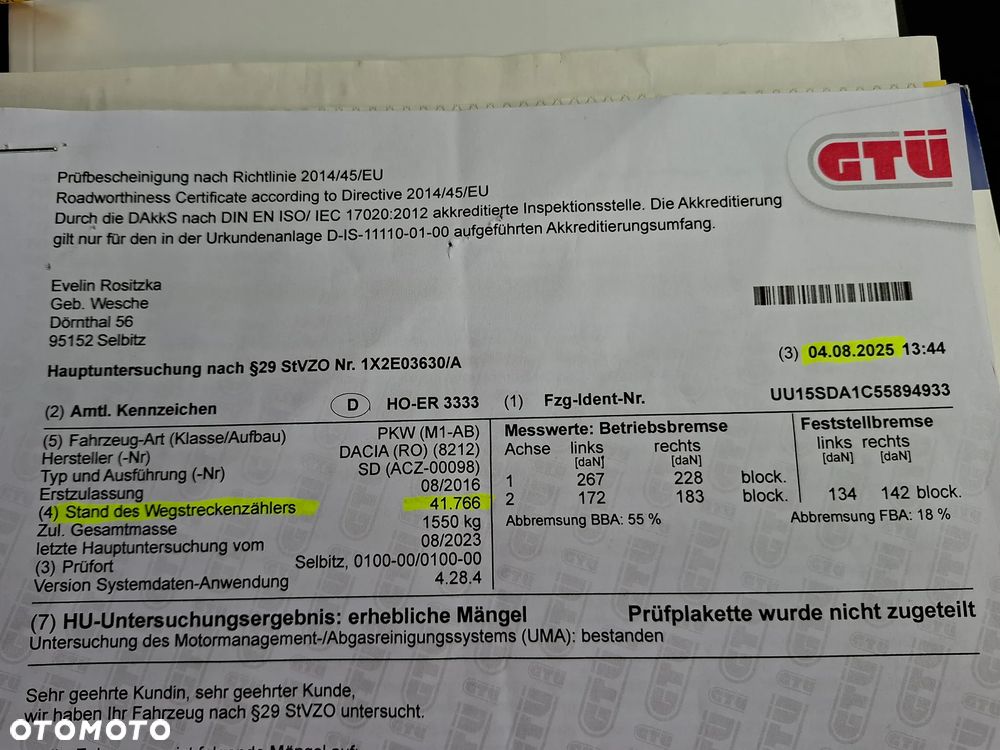 GTÜ
Prüfbescheinigung nach Richtlinie 2014/45/EU
Roadworthiness Certificate according to Directive 2014/45/EU
Durch die DAkkS nach DIN EN ISO/ IEC 17020:2012 akkreditierte Inspektionsstelle. Die Akkreditierung
gilt nur für den in der Urkundenanlage D-IS-11110-01-00 aufgeführten Akkreditierungsumfang.
Evelin Rositzka
Geb. Wesche
Dörnthal 56
95152 Selbitz
(3) 04.08.2025 13:44
Hauptuntersuchung nach §29 StVZO Nr. 1X2E03630/A
(2) Amtl. Kennzeichen D HO-ER 3333 (1) Fzg-Ident-Nr. UU15SDA1C55894933
(5) Fahrzeug-Art (Klasse/Aufbau) PKW (M1-AB)
Hersteller (-Nr) DACIA (RO) (8212)
Typ und Ausführung (-Nr) SD (ACZ-00098)
Erstzulassung 08/2016
(4) Stand des Wegstreckenzählers 41.766
Zul. Gesamtmasse 1550 kg
letzte Hauptuntersuchung vom 08/2023
(3) Prüfort Selbitz, 0100-00/0100-00
Version Systemdaten-Anwendung 4.28.4
Messwerte: Betriebsbremse
Achse links rechts
[daN] [daN]
1 267 228 block.
2 172 183 block.
Abbremsung BBA: 55 %
Feststellbremse
links rechts
[daN] [daN]
134 142 block.
Abbremsung FBA: 18 %
(7) HU-Untersuchungsergebnis: erhebliche Mängel Prüfplakette wurde nicht zugeteilt
Untersuchung des Motormanagement-/Abgasreinigungssystems (UMA): bestanden
Sehr geehrte Kundin, sehr geehrter Kunde,
wir haben Ihr Fahrzeug nach §29 StVZO untersucht.
OTOMOTO